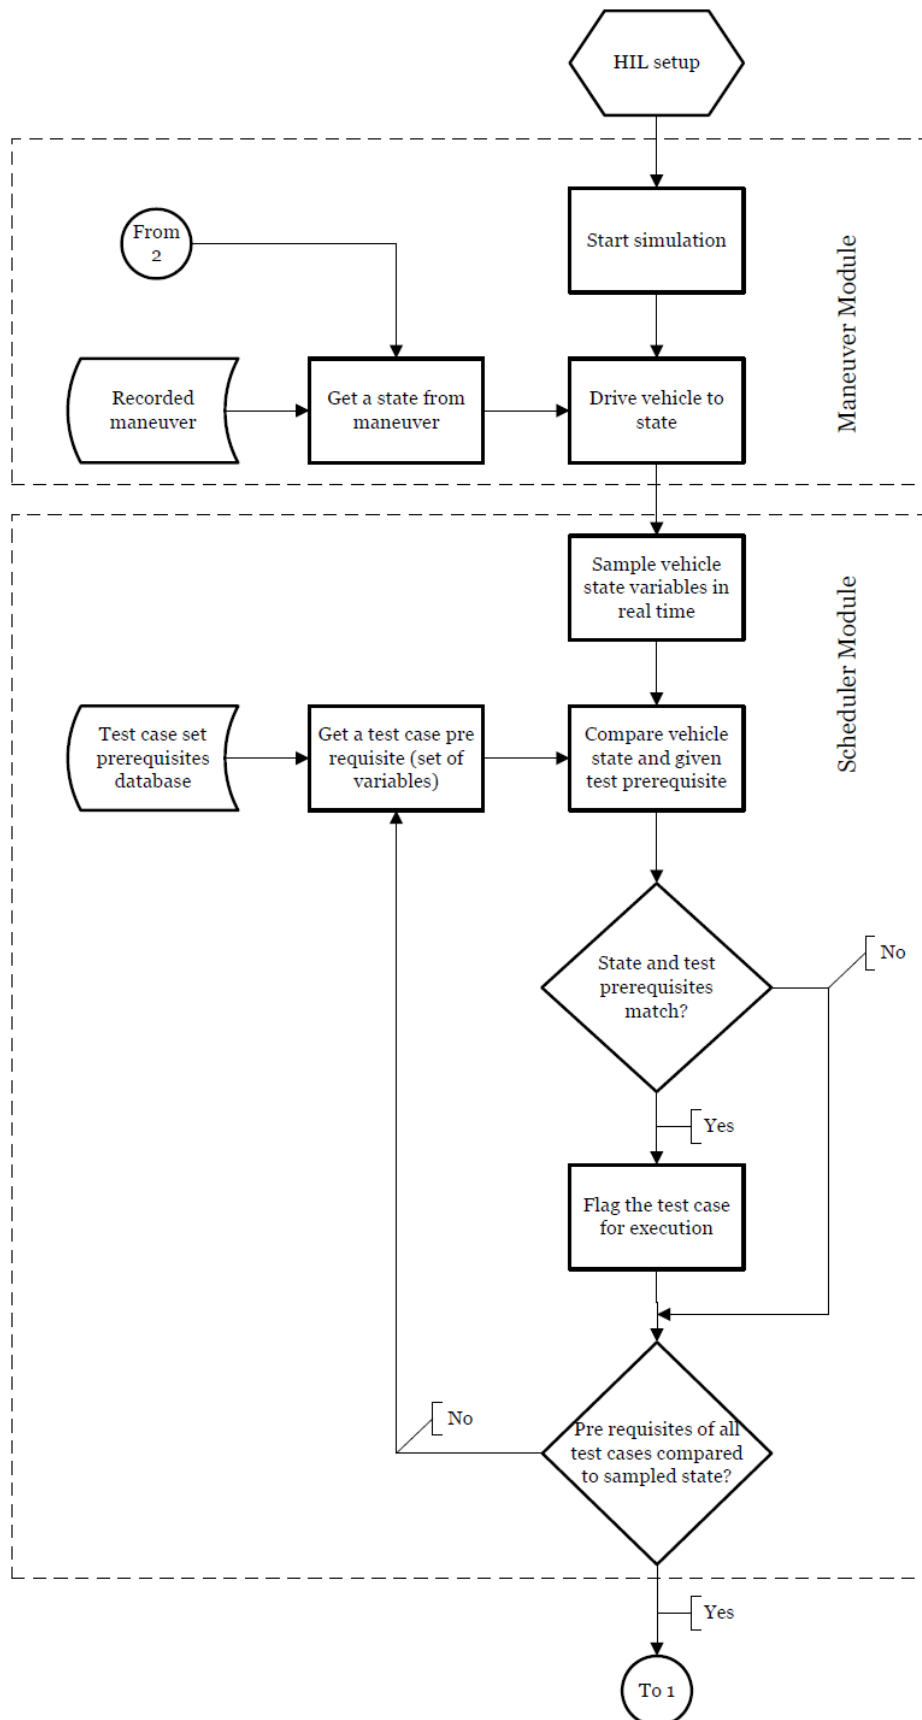 HIL setup
Start simulation
From
2
Maneuver Module
Recorded
maneuver
Get a state from
maneuver
Drive vehicle to
state
Sample vehicle
state variables in
real time
Scheduler Module
Test case set
prerequisites
database
Get a test case pre
requisite (set of
variables)
Compare vehicle
state and given
test prerequisite
State and test
prerequisites
match?
No
Yes
Flag the test case
for execution
No
Pre requisites of all
test cases compared
to sampled state?
Yes
To 1